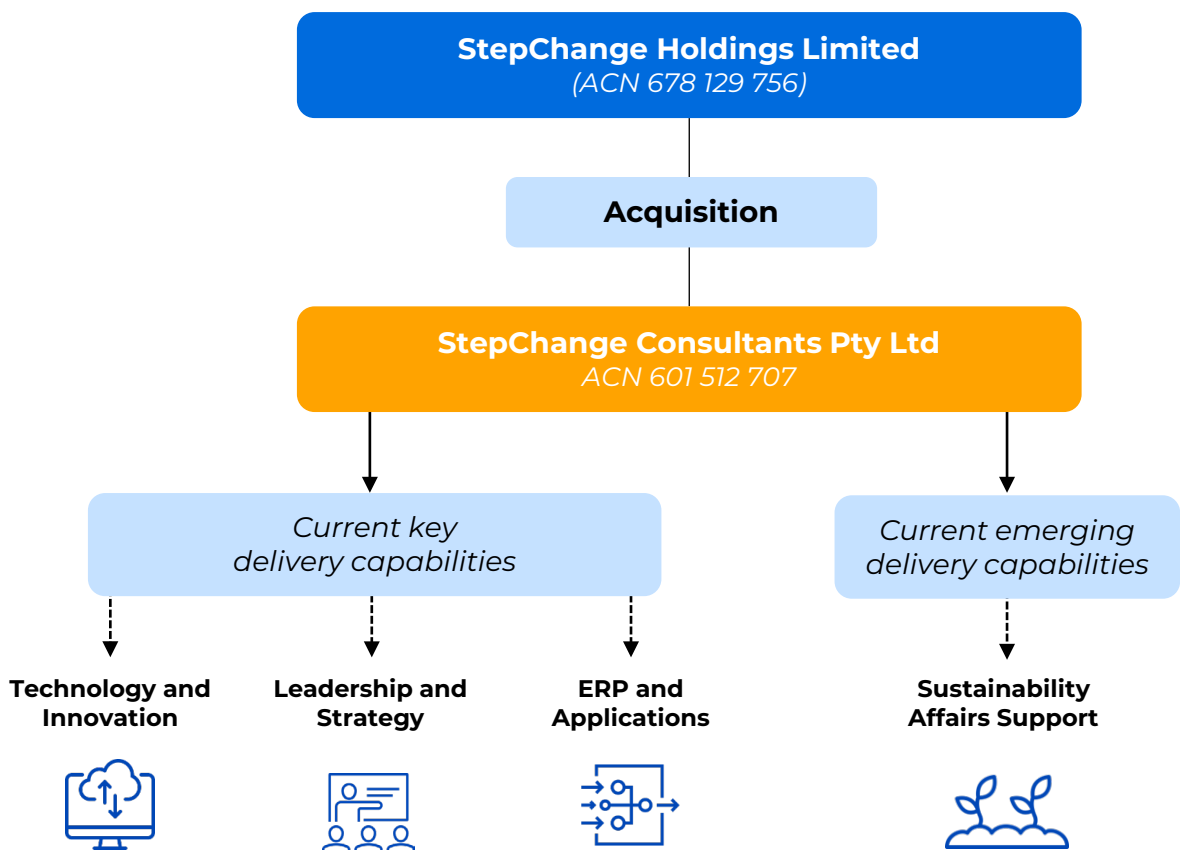 StepChange Holdings Limited
(ACN 678 129 756)
Acquisition
StepChange Consultants Pty Ltd
ACN 601 512 707
Current key
delivery capabilities
Current emerging
delivery capabilities
Technology and
Innovation
Leadership and
Strategy
ERP and
Applications
Sustainability
Affairs Support